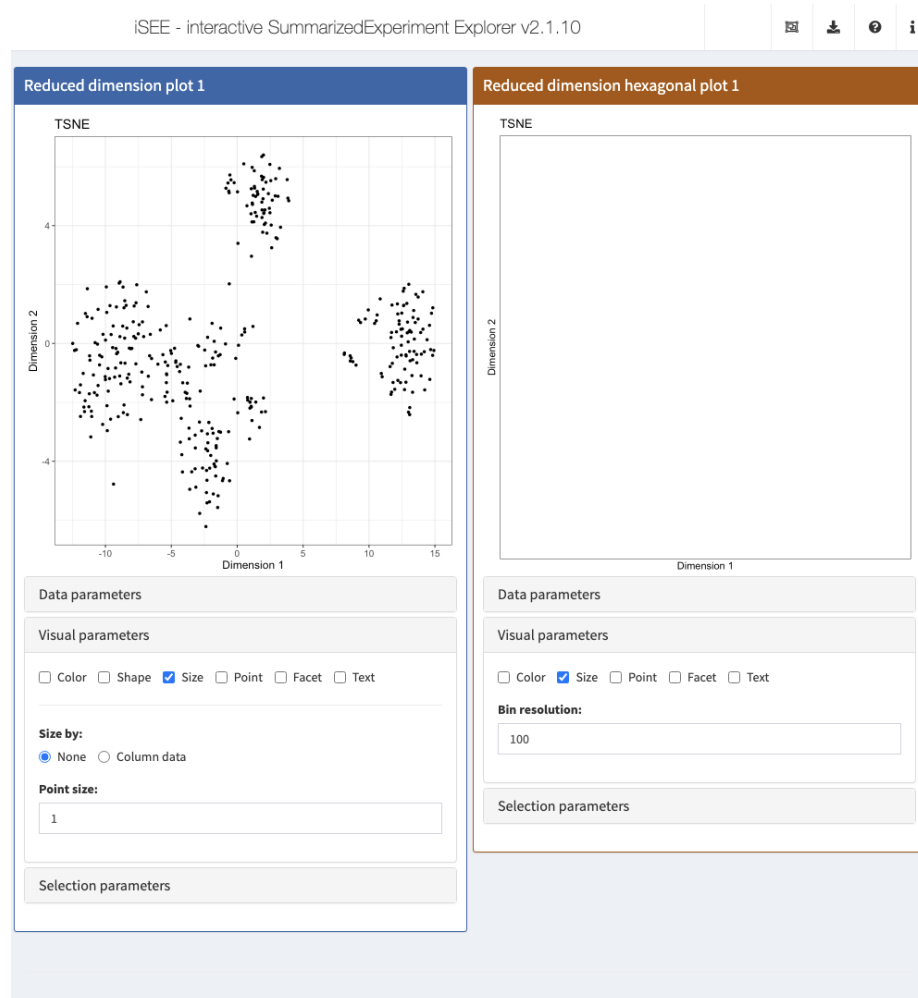 iSEE - interactive SummarizedExperiment Explorer v2.1.10
Reduced dimension plot 1
TSNE
4
0
-4
Dimension 2
-10 -5 0 5 10 15
Dimension 1
Data parameters
Visual parameters
Color Shape Size Point Facet Text
Size by:
None Column data
Point size:
1
Selection parameters
Reduced dimension hexagonal plot 1
TSNE
Dimension 2
Dimension 1
Data parameters
Visual parameters
Color Size Point Facet Text
Bin resolution:
100
Selection parameters